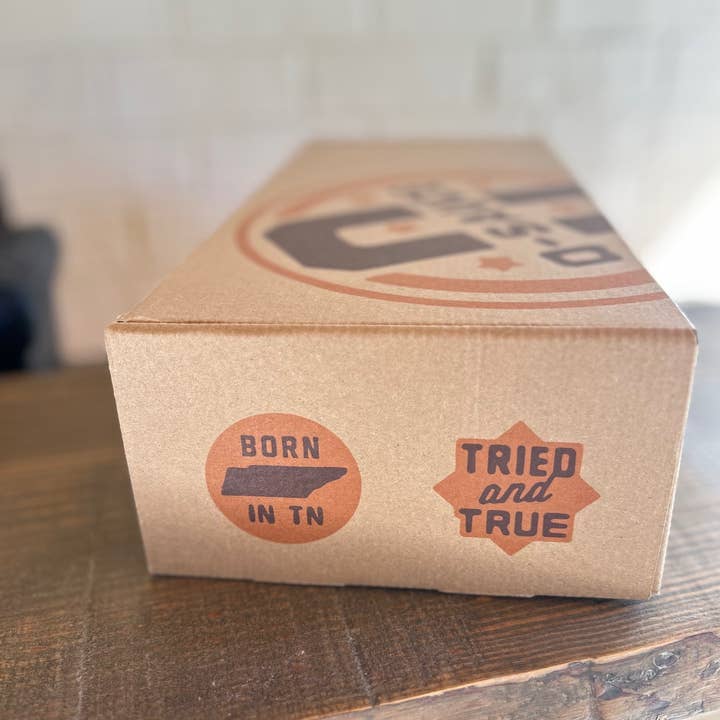 BORN
IN TN
TRIED
and
TRUE